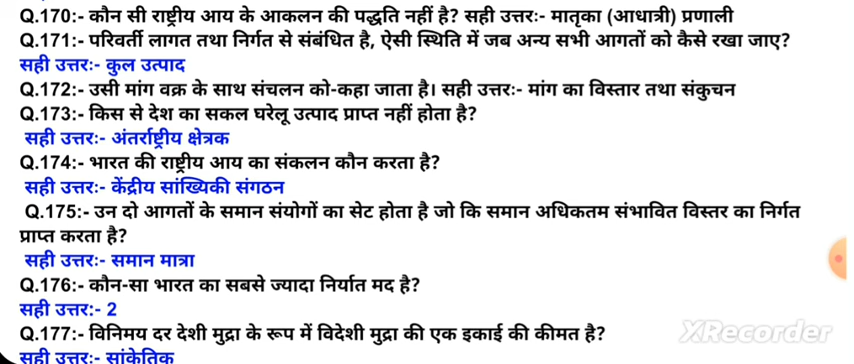 Q.170:- कौन सी राष्ट्रीय आय के आकलन की पद्धति नहीं है? सही उत्तरः- मातृका (आधात्री) प्रणाली
Q.171:- परिवर्ती लागत तथा निर्गत से संबंधित है, ऐसी स्थिति में जब अन्य सभी आगतों को कैसे रखा जाए?
सही उत्तरः- कुल उत्पाद
Q.172:- उसी मांग वक्र के साथ संचलन को-कहा जाता है। सही उत्तरः- मांग का विस्तार तथा संकुचन
Q.173:- किस से देश का सकल घरेलू उत्पाद प्राप्त नहीं होता है?
सही उत्तरः- अंतर्राष्ट्रीय क्षेत्रक
Q.174:- भारत की राष्ट्रीय आय का संकलन कौन करता है?
सही उत्तरः- केंद्रीय सांख्यिकी संगठन
Q.175:- उन दो आगतों के समान संयोगों का सेट होता है जो कि समान अधिकतम संभावित विस्तर का निर्गत
प्राप्त करता है?
सही उत्तरः- समान मात्रा
Q.176:- कौन-सा भारत का सबसे ज्यादा निर्यात मद है?
सही उत्तर:- 2
Q.177:- विनिमय दर देशी मुद्रा के रूप में विदेशी मुद्रा की एक इकाई की कीमत है?
सही उत्तरः- सांकेतिक
XRecorder